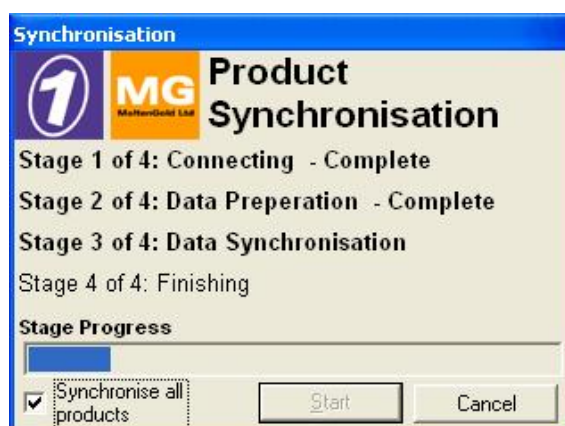 Synchronisation
1
MG
MoltenGold Ltd
Product
Synchronisation
Stage 1 of 4: Connecting - Complete
Stage 2 of 4: Data Preperation - Complete
Stage 3 of 4: Data Synchronisation
Stage 4 of 4: Finishing
Stage Progress
Synchronise all
products
Start
Cancel